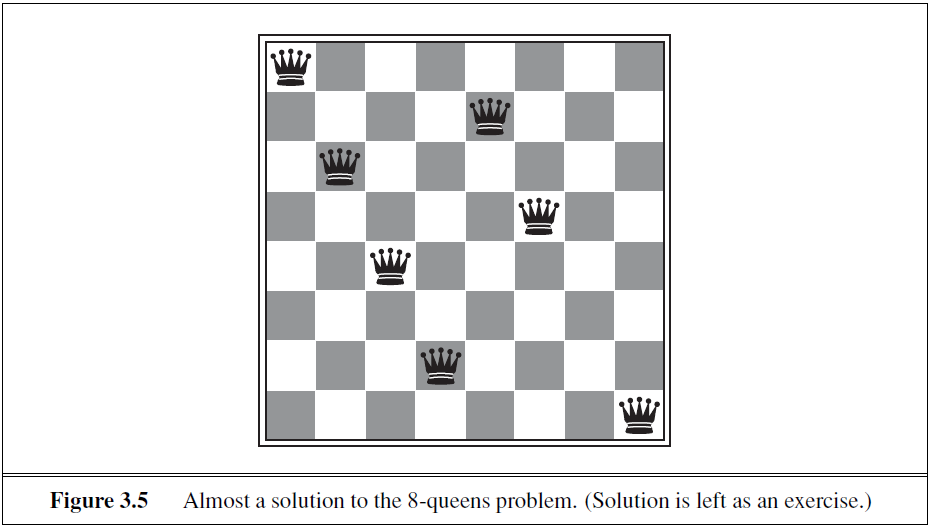 Figure 3.5 Almost a solution to the 8-queens problem. (Solution is left as an exercise.)